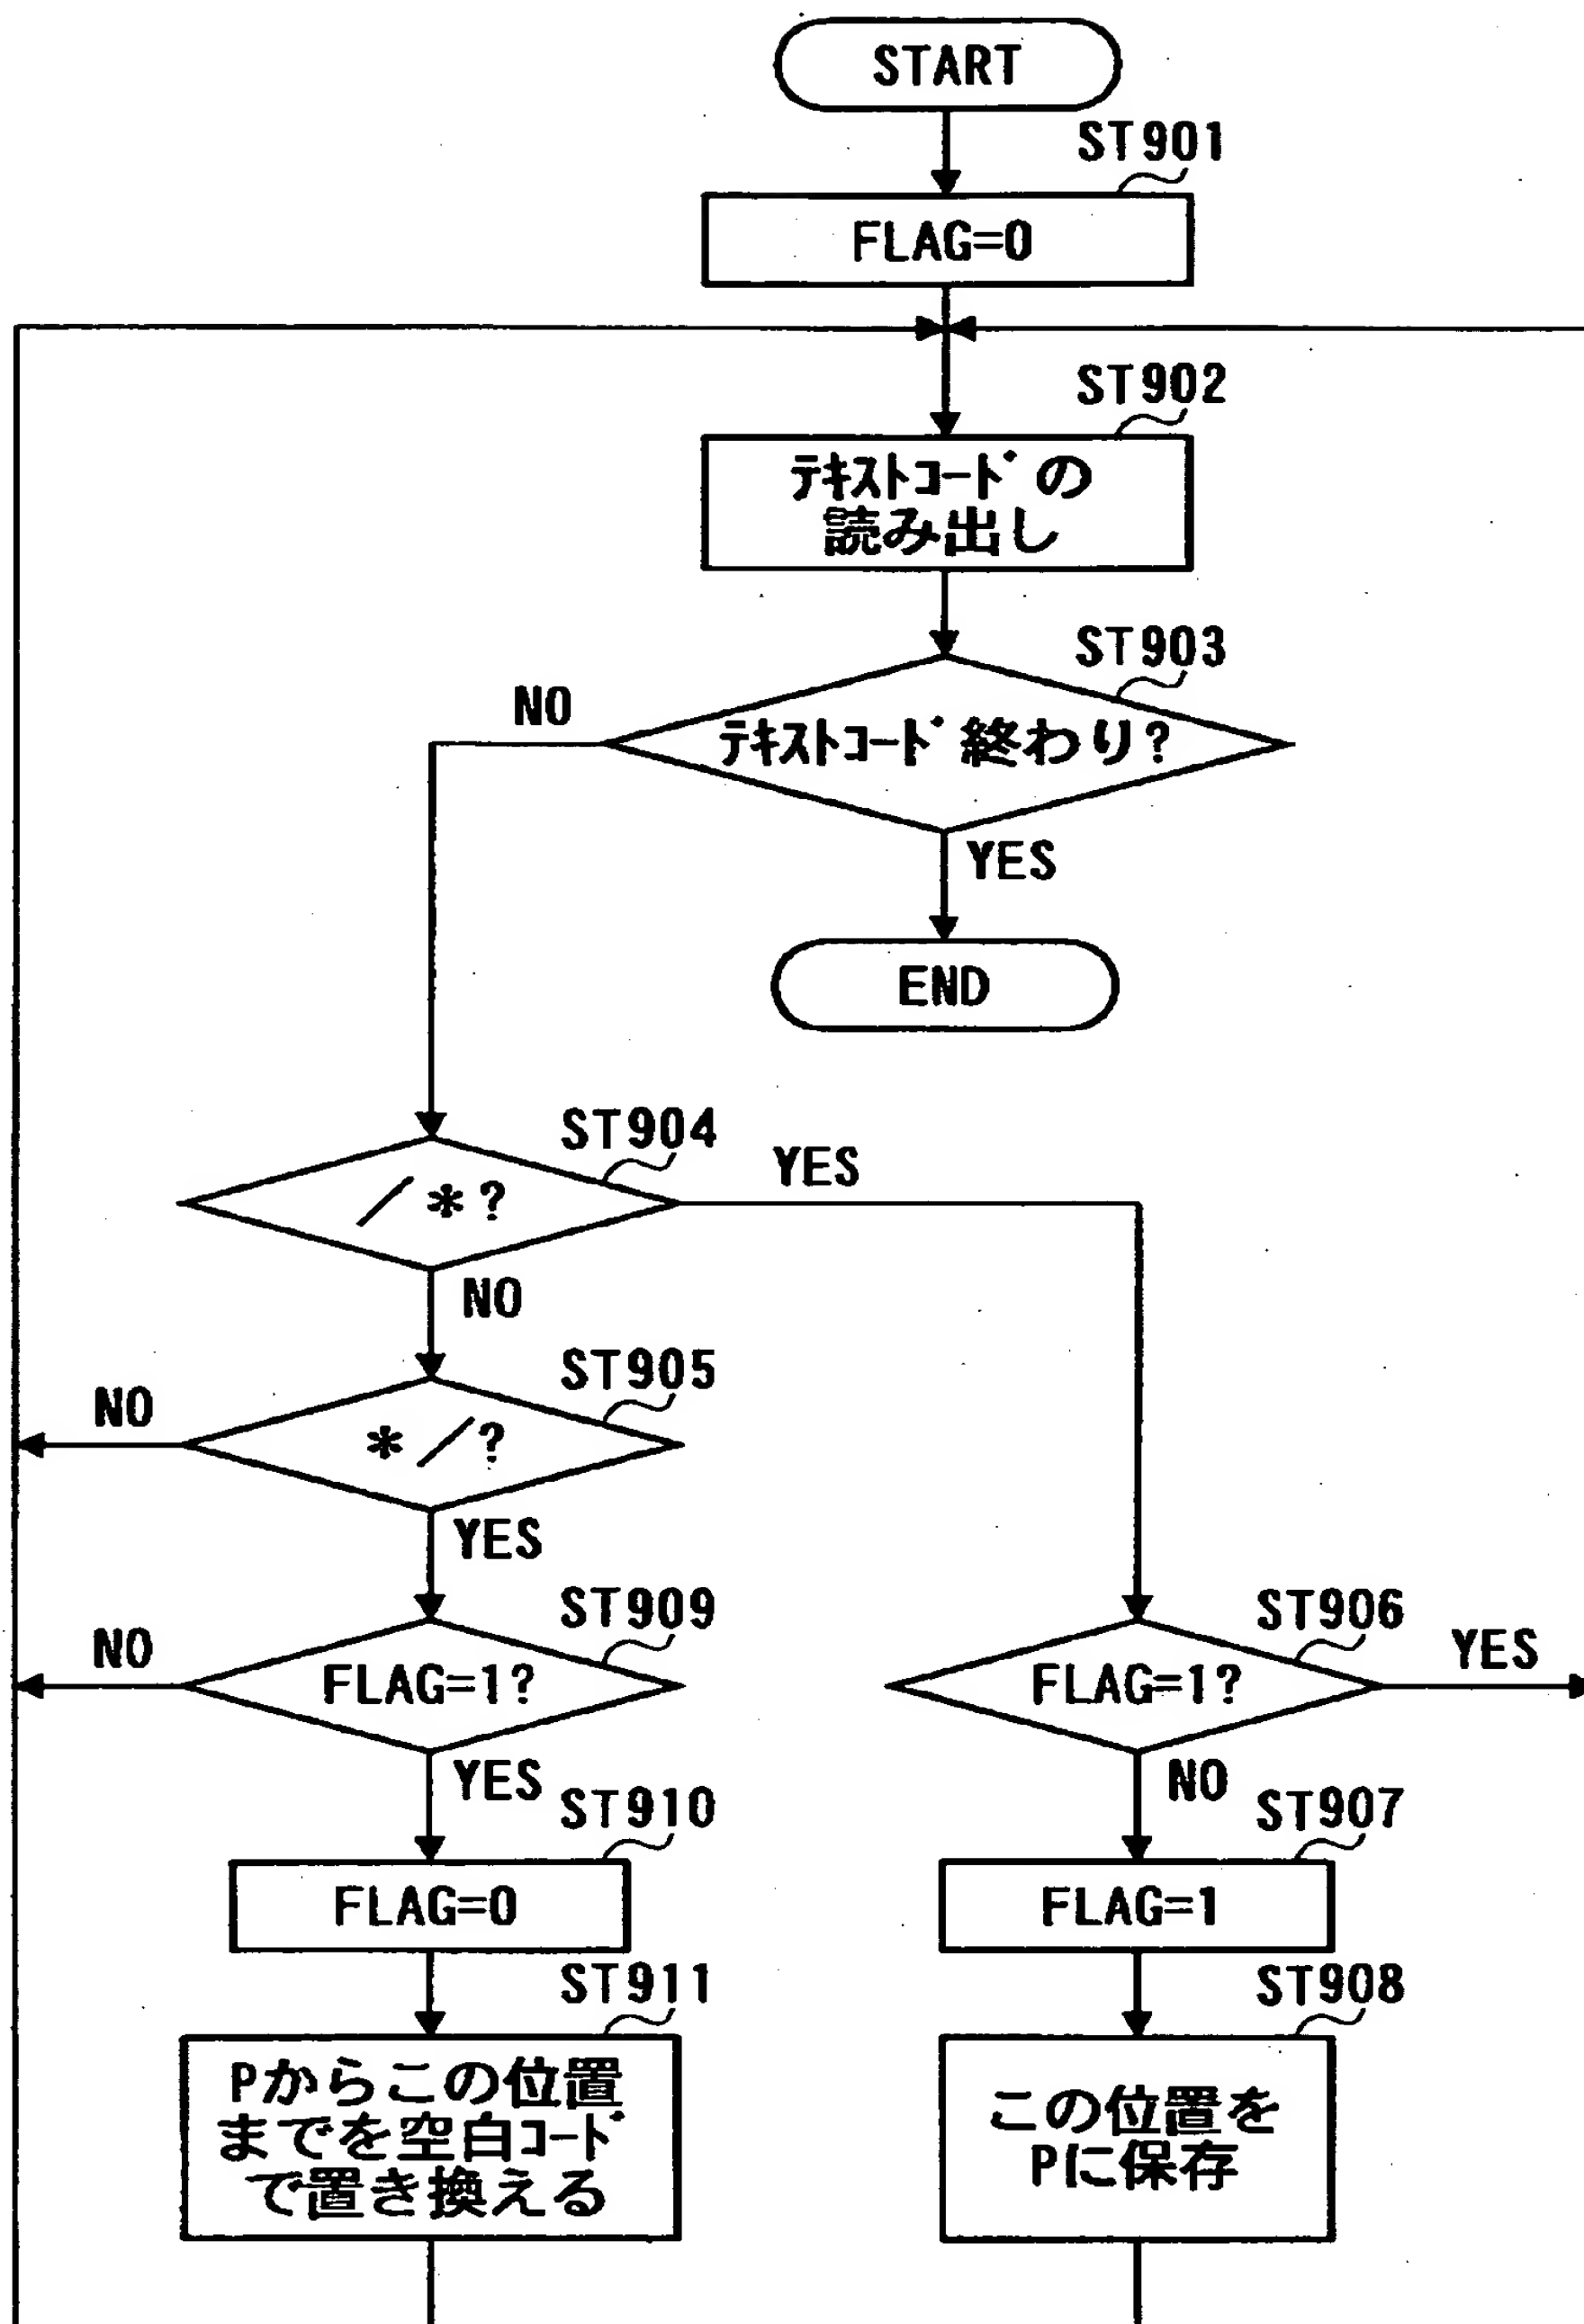 START
ST901
FLAG=0
ST902
ﾃｷｽﾄｺｰﾄﾞの
読み出し
ST903
NO
ﾃｷｽﾄｺｰﾄﾞ終わり?
YES
END
ST904
YES
／*?
NO
ST905
NO
*／?
YES
ST909
ST906
NO
YES
FLAG=1?
FLAG=1?
YES
NO
ST910
ST907
FLAG=0
FLAG=1
ST911
ST908
Pからこの位置
までを空白ｺｰﾄﾞ
で置き換える
この位置を
Pに保存